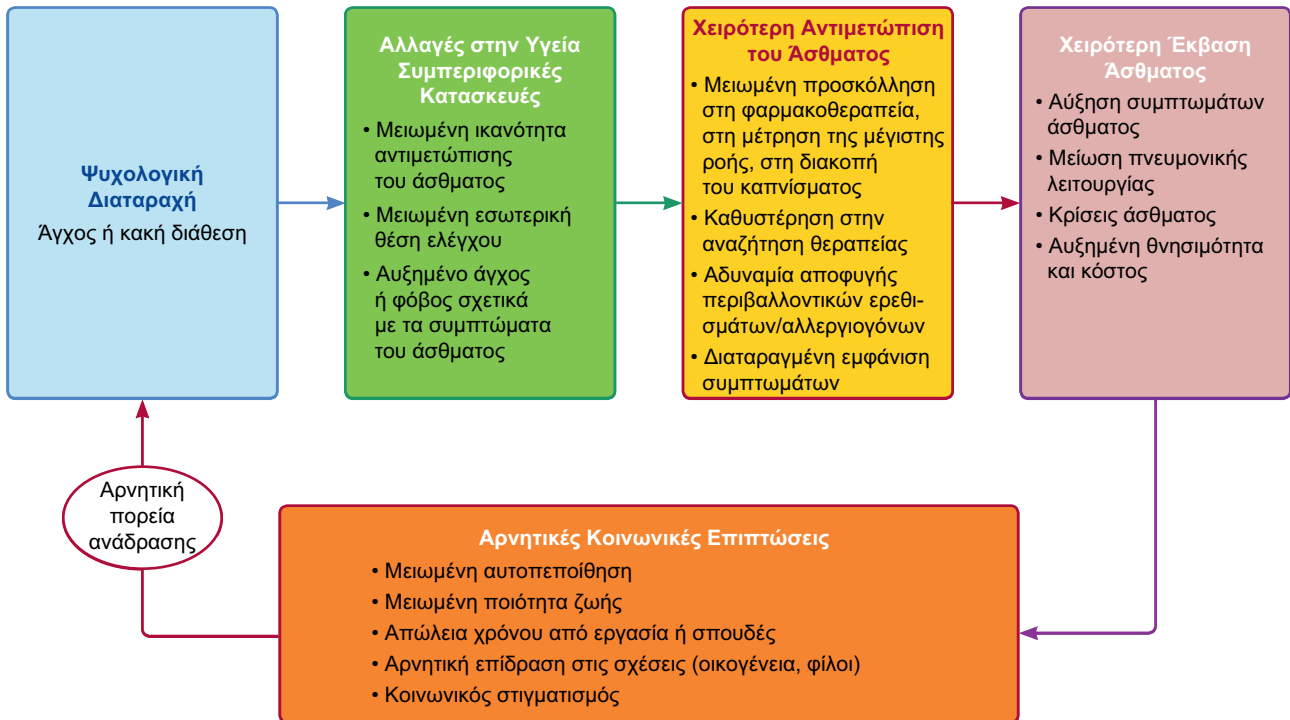 Ψυχολογική
Διαταραχή
Άγχος ή κακή διάθεση
Αλλαγές στην Υγεία
Συμπεριφορικές
Κατασκευές
• Μειωμένη ικανότητα
αντιμετώπισης
του άσθματος
• Μειωμένη εσωτερική
θέση ελέγχου
• Αυξημένο άγχος
ή φόβος σχετικά
με τα συμπτώματα
του άσθματος
Χειρότερη Αντιμετώπιση
του Άσθματος
• Μειωμένη προσκόλληση
στη φαρμακοθεραπεία,
στη μέτρηση της μέγιστης
ροής, στη διακοπή
του καπνίσματος
• Καθυστέρηση στην
αναζήτηση θεραπείας
• Αδυναμία αποφυγής
περιβαλλοντικών ερεθι-
σμάτων/αλλεργιογόνων
• Διαταραγμένη εμφάνιση
συμπτωμάτων
Χειρότερη Έκβαση
Άσθματος
• Αύξηση συμπτωμάτων
άσθματος
• Μείωση πνευμονικής
λειτουργίας
• Κρίσεις άσθματος
• Αυξημένη θνησιμότητα
και κόστος
Αρνητική
πορεία
ανάδρασης
Αρνητικές Κοινωνικές Επιπτώσεις
• Μειωμένη αυτοπεποίθηση
• Μειωμένη ποιότητα ζωής
• Απώλεια χρόνου από εργασία ή σπουδές
• Αρνητική επίδραση στις σχέσεις (οικογένεια, φίλοι)
• Κοινωνικός στιγματισμός